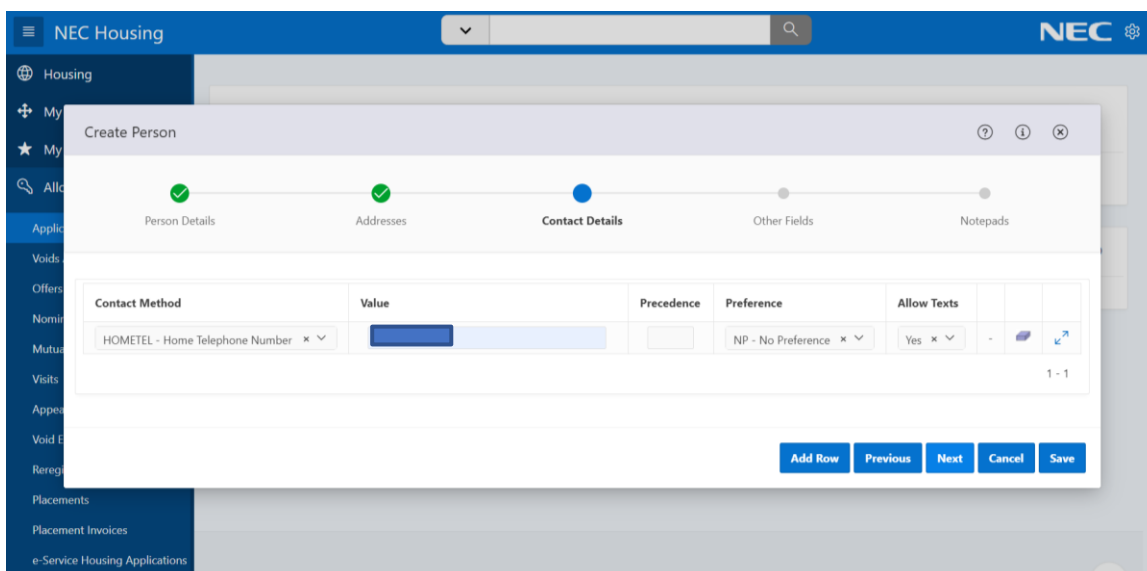 NEC Housing
NEC
Housing
My
My
Allo
Applic
Voids
Offers
Nomin
Mutua
Visits
Appea
Void E
Reregi
Placements
Placement Invoices
e-Service Housing Applications
Create Person
Person Details
Addresses
Contact Details
Other Fields
Notepads
Contact Method Value Precedence Preference Allow Texts
HOMETEL - Home Telephone Number NP - No Preference Yes -
1 - 1
Add Row Previous Next Cancel Save